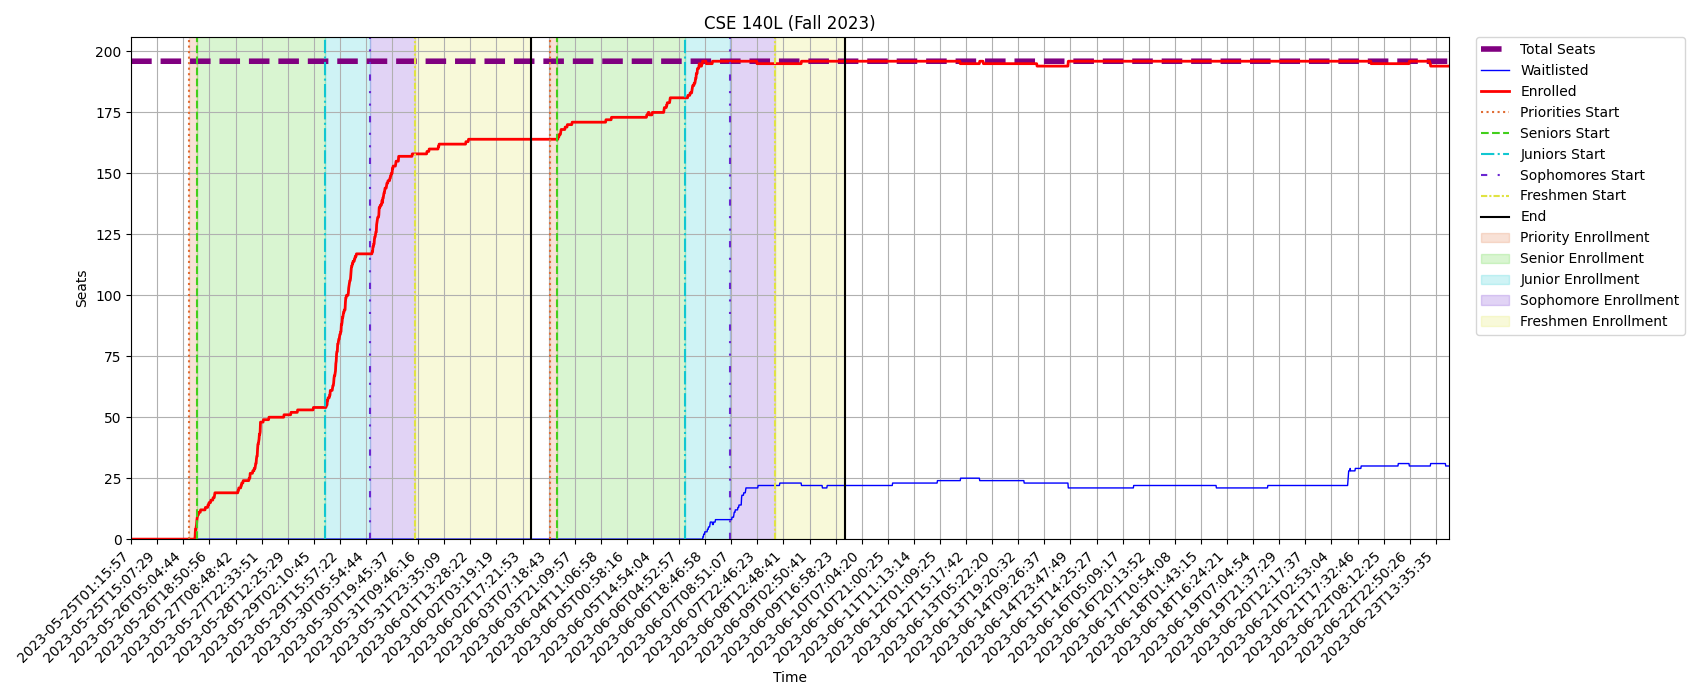 CSE 140L (Fall 2023)
Seats
200
175
150
125
100
75
50
25
0
2023-05-25T01:15:57
2023-05-25T15:07:29
2023-05-26T05:04:44
2023-05-26T18:50:56
2023-05-27T08:48:42
2023-05-27T22:33:51
2023-05-28T12:25:29
2023-05-29T02:10:45
2023-05-29T15:57:22
2023-05-30T05:54:44
2023-05-30T19:45:37
2023-05-31T09:46:16
2023-05-31T23:35:09
2023-06-01T13:28:22
2023-06-02T03:19:19
2023-06-02T17:21:53
2023-06-03T07:18:43
2023-06-03T21:09:57
2023-06-04T11:06:58
2023-06-05T00:58:16
2023-06-05T14:54:04
2023-06-06T04:52:57
2023-06-06T18:46:58
2023-06-07T08:51:07
2023-06-07T22:46:23
2023-06-08T12:48:41
2023-06-09T02:50:41
2023-06-09T16:58:23
2023-06-10T07:04:20
2023-06-10T21:00:25
2023-06-11T11:13:14
2023-06-12T01:09:25
2023-06-12T15:17:42
2023-06-13T05:22:20
2023-06-13T19:20:32
2023-06-14T09:26:37
2023-06-14T23:47:49
2023-06-15T14:25:27
2023-06-16T05:09:17
2023-06-16T20:13:52
2023-06-17T10:54:08
2023-06-18T01:43:15
2023-06-18T16:24:21
2023-06-19T07:04:54
2023-06-19T21:37:29
2023-06-20T12:17:37
2023-06-21T02:53:04
2023-06-21T17:32:46
2023-06-22T08:12:25
2023-06-22T22:50:26
2023-06-23T13:35:35
Time
Total Seats
Waitlisted
Enrolled
Priorities Start
Seniors Start
Juniors Start
Sophomores Start
Freshmen Start
End
Priority Enrollment
Senior Enrollment
Junior Enrollment
Sophomore Enrollment
Freshmen Enrollment